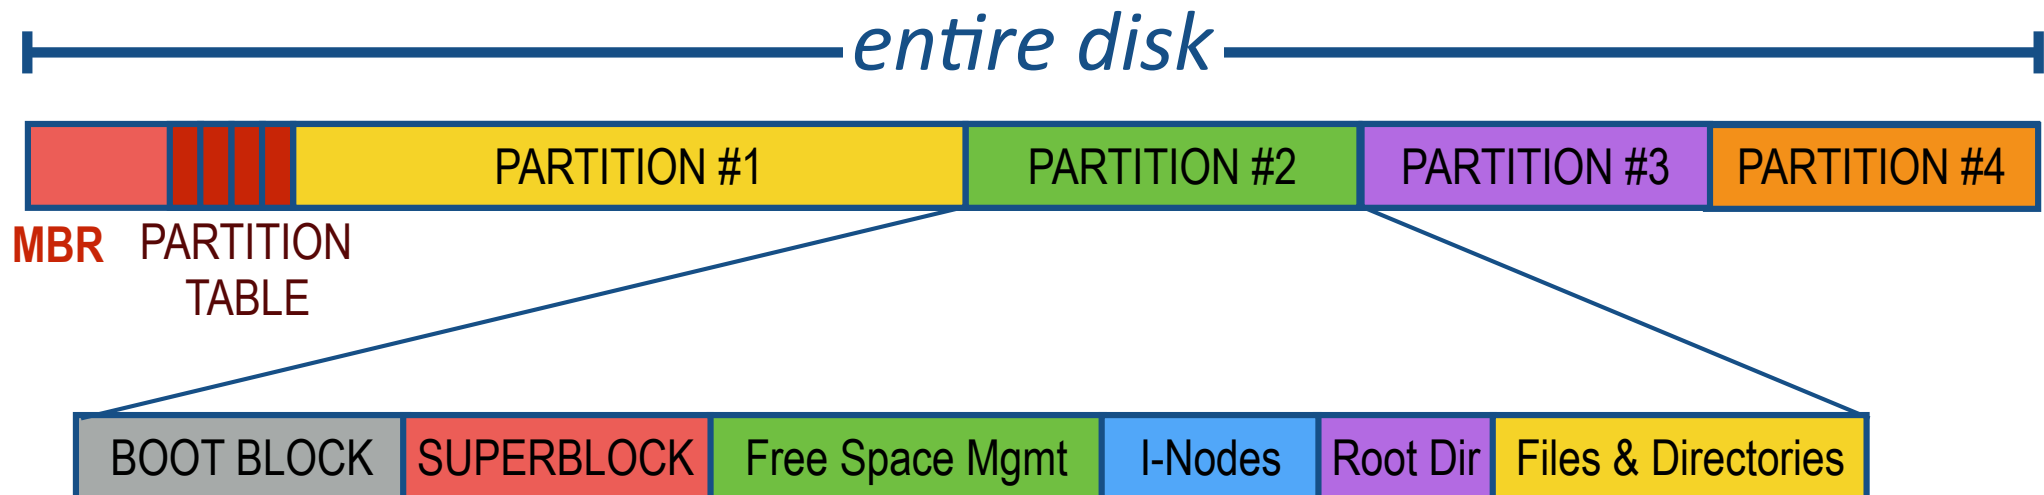 entire disk
PARTITION #1 PARTITION #2 PARTITION #3 PARTITION #4
MBR PARTITION
TABLE
BOOT BLOCK SUPERBLOCK Free Space Mgmt I-Nodes Root Dir Files & Directories